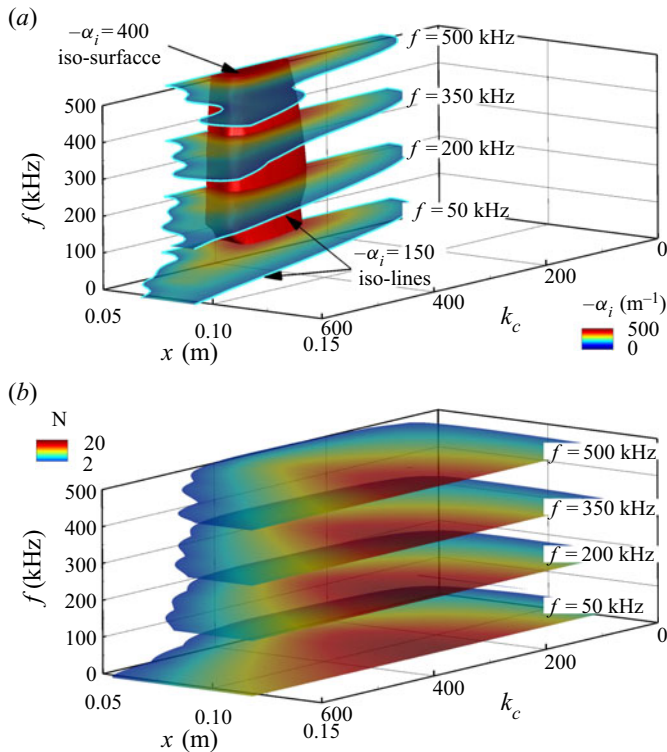 (a)
−αi = 400
iso-surfacce
f = 500 kHz
f = 350 kHz
f = 200 kHz
f = 50 kHz
500
400
300
200
100
0
f (kHz)
−αi = 150
iso-lines
0.05
0.10
0.15
x (m)
600
400
200
0
kc
−αi (m−1)
500
0
(b)
N
20
2
f = 500 kHz
f = 350 kHz
f = 200 kHz
f = 50 kHz
500
400
300
200
100
0
f (kHz)
0.05
0.10
0.15
x (m)
600
400
200
0
kc